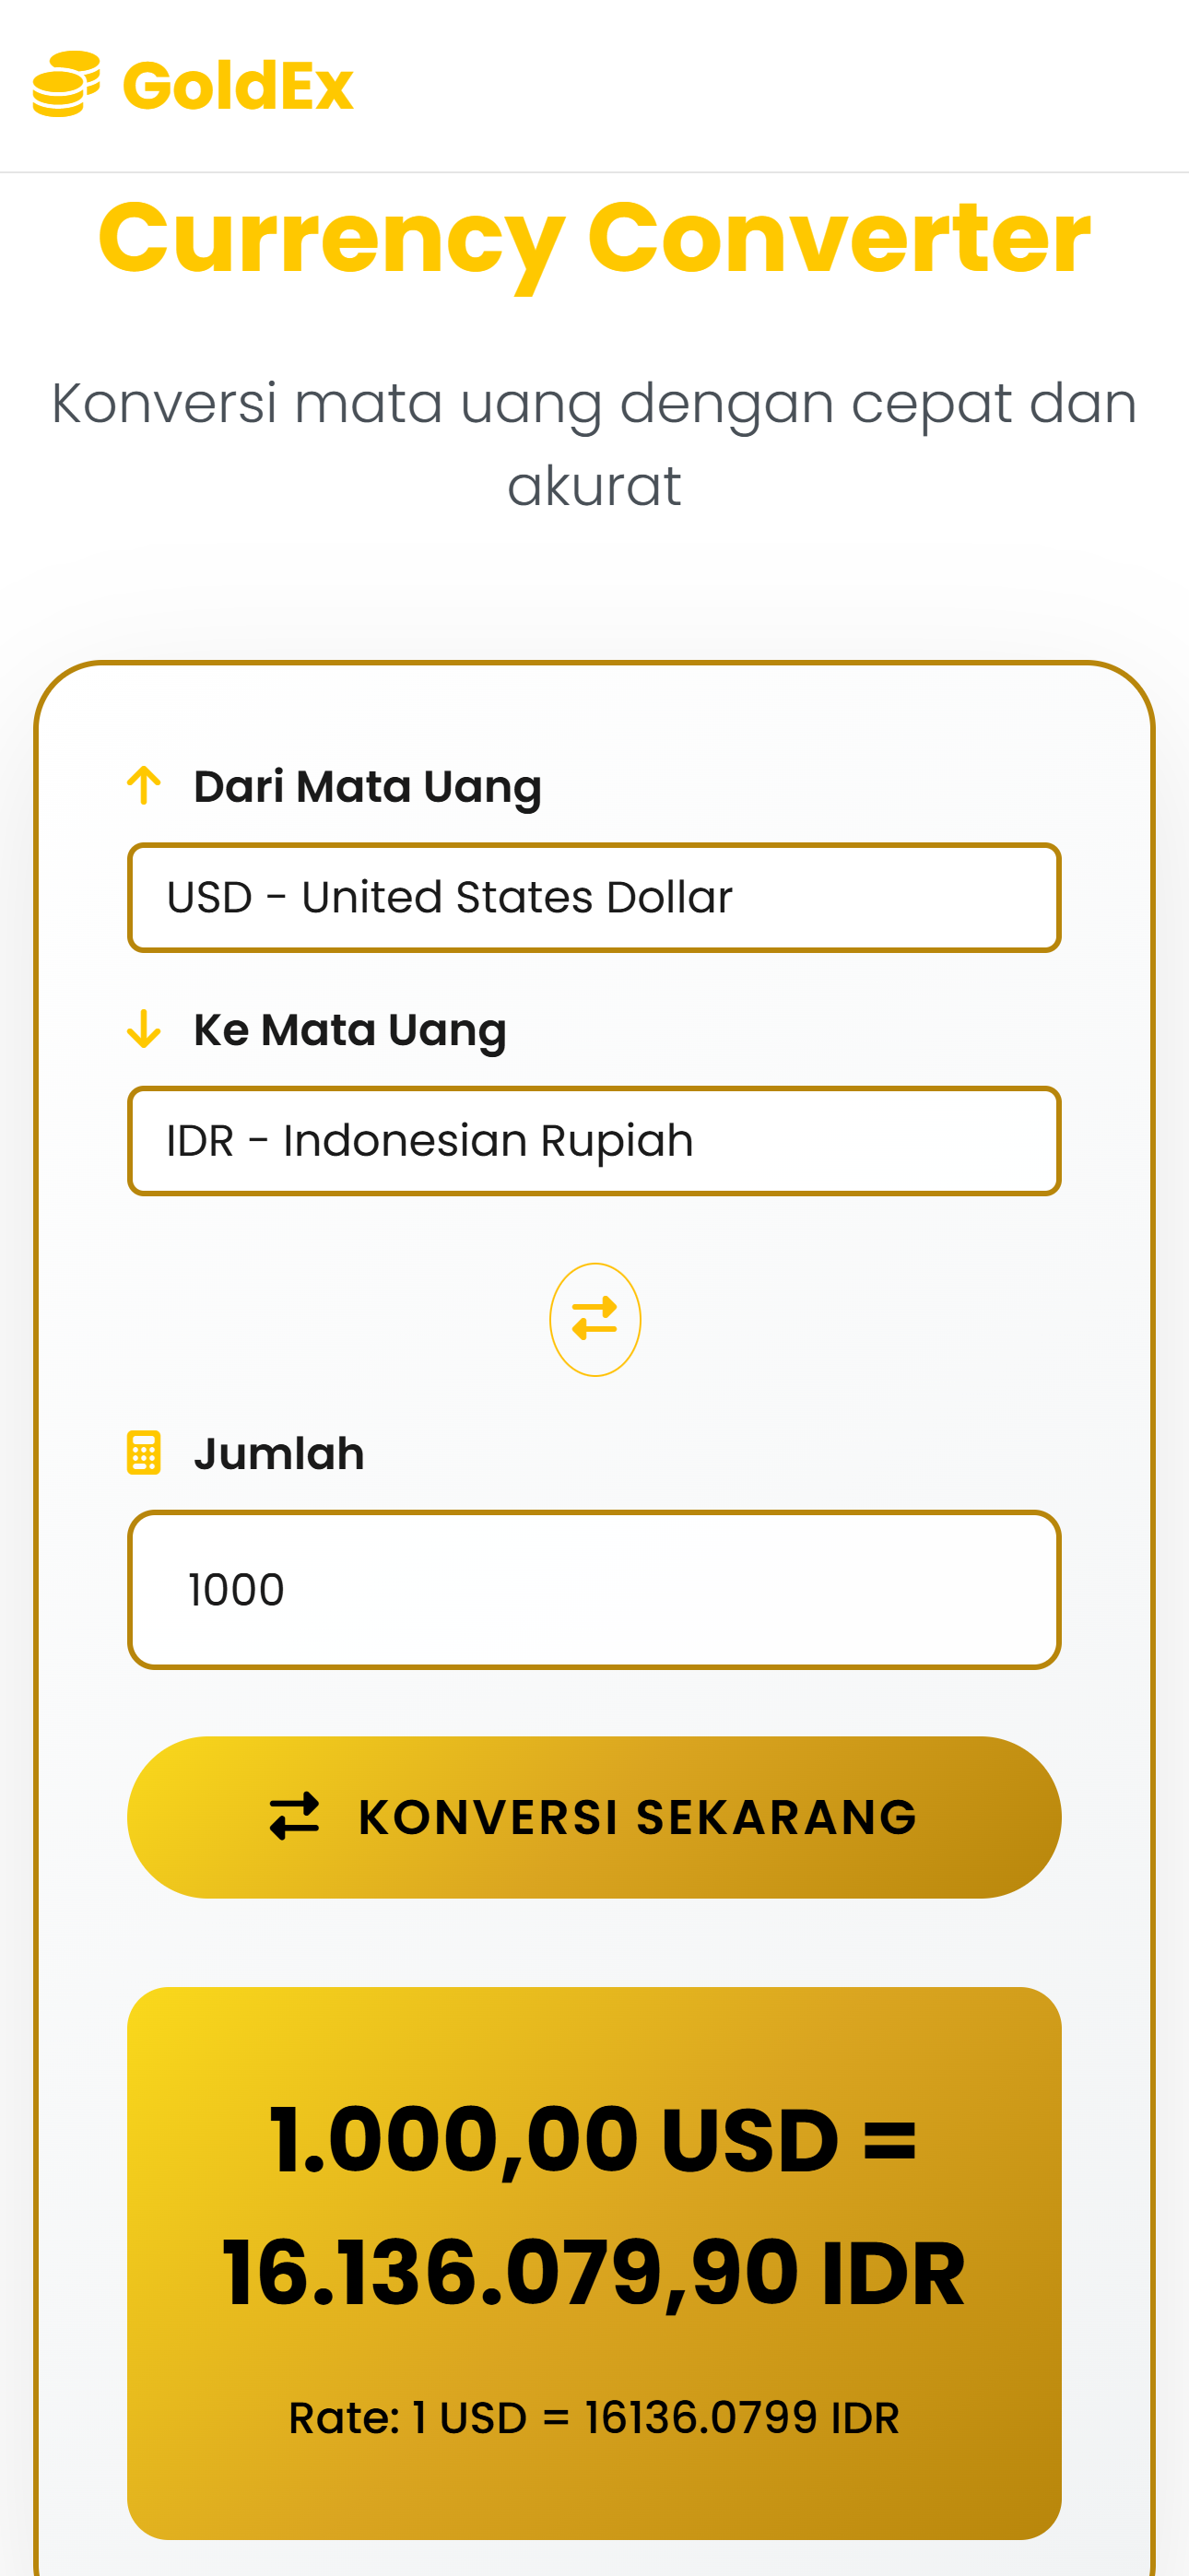 GoldEx
Currency Converter
Konversi mata uang dengan cepat dan
akurat
Dari Mata Uang
USD - United States Dollar
Ke Mata Uang
IDR - Indonesian Rupiah
Jumlah
1000
KONVERSI SEKARANG
1.000,00 USD =
16.136.079,90 IDR
Rate: 1 USD = 16136.0799 IDR